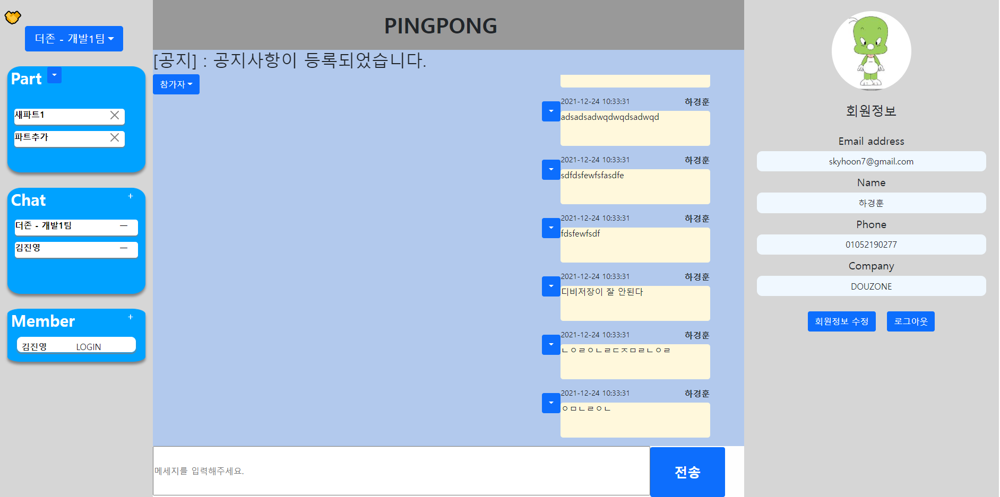 더존 - 개발1팀
Part
새파트1
파트추가
Chat
+
더존 - 개발1팀
김진영
Member
+
김진영 LOGIN
PINGPONG
[공지] : 공지사항이 등록되었습니다.
참가자
2021-12-24 10:33:31 하경훈
adsadsadwqdwqdsadwqd
2021-12-24 10:33:31 하경훈
sdfdsfewfsfasdfe
2021-12-24 10:33:31 하경훈
fdsfewfsdf
2021-12-24 10:33:31 하경훈
디비저장이 잘 안된다
2021-12-24 10:33:31 하경훈
ㄴㅇㄹㅇㄴㄹㄷㅈㅁㄹㄴㅇㄹ
2021-12-24 10:33:31 하경훈
ㅇㅁㄴㄹㅇㄴ
메세지를 입력해주세요.
전송
회원정보
Email address
skyhoon7@gmail.com
Name
하경훈
Phone
01052190277
Company
DOUZONE
회원정보 수정 로그아웃